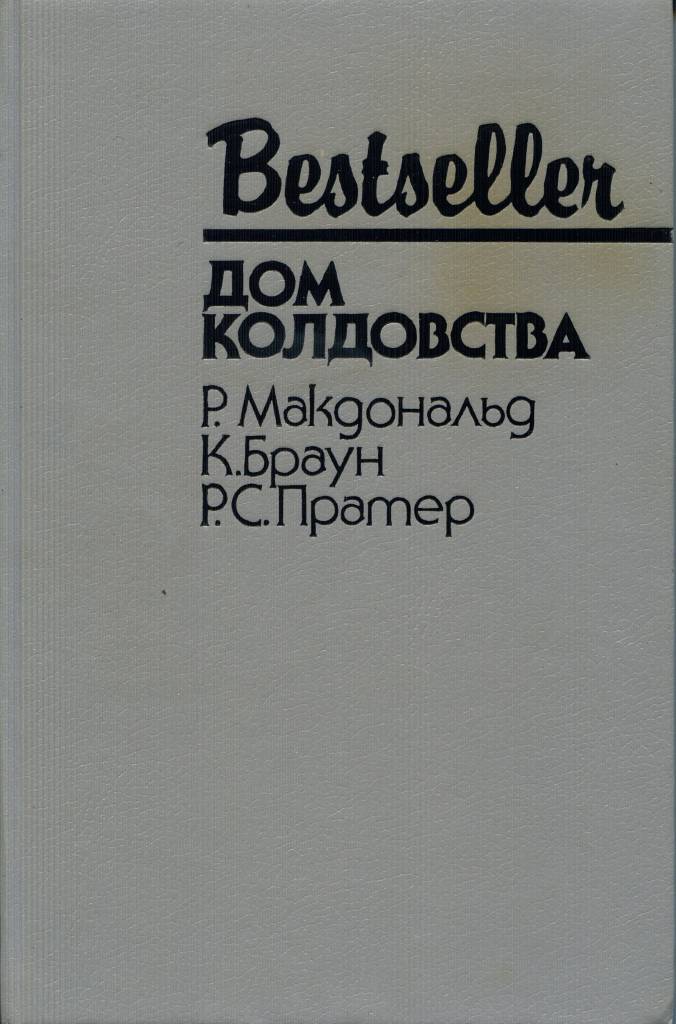 Bestseller
ДОМ
КОЛДОВСТВА
Р. Макдональд
К. Браун
Р.С. Пратер